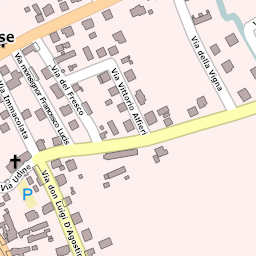 se
Via monsignor Francesco Lucis
Via del Fresco
Via Vittorio Alfieri
Via della Vigna
Via Immacolata
Via Udine
P
Via don Luigi D'Agostin